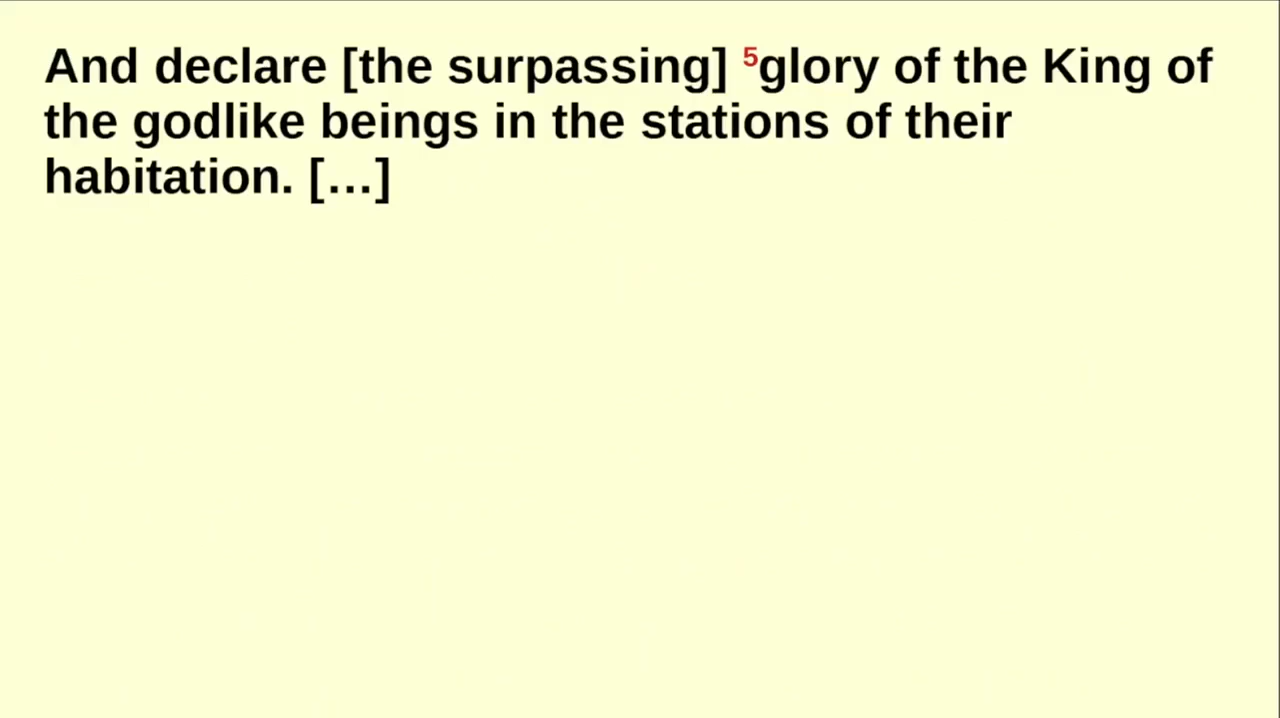 And declare [the surpassing] ⁵glory of the King of
the godlike beings in the stations of their
habitation. […]